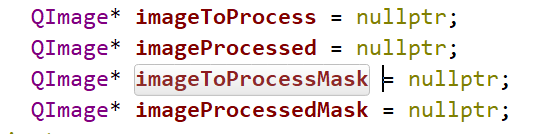 QImage* imageToProcess = nullptr;
QImage* imageProcessed = nullptr;
QImage* imageToProcessMask = nullptr;
QImage* imageProcessedMask = nullptr;